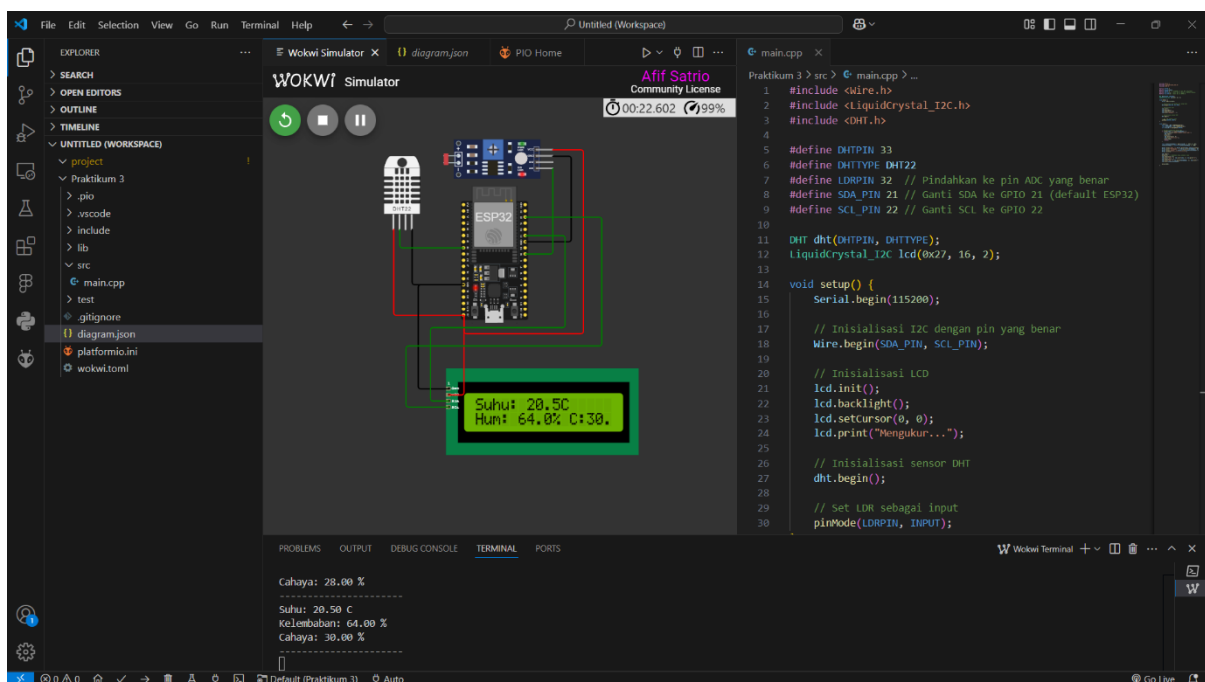 File Edit Selection View Go Run Terminal Help
Untitled (Workspace)
EXPLORER
SEARCH
OPEN EDITORS
OUTLINE
TIMELINE
UNTITLED (WORKSPACE)
project !
Praktikum 3
.pio
.vscode
include
lib
src
main.cpp
test
.gitignore
{} diagram.json
platformio.ini
wokwi.toml
Wokwi Simulator
{} diagram.json
PIO Home
WOKWI Simulator
Afif Satrio
Community License
00:22.602 99%
DHT22
ESP32
Suhu: 20.5C
Hum: 64.0% C:30.
main.cpp
Praktikum 3 > src > main.cpp > ...
1 #include <Wire.h>
2 #include <LiquidCrystal_I2C.h>
3 #include <DHT.h>
4
5 #define DHTPIN 33
6 #define DHTTYPE DHT22
7 #define LDRPIN 32 // Pindahkan ke pin ADC yang benar
8 #define SDA_PIN 21 // Ganti SDA ke GPIO 21 (default ESP32)
9 #define SCL_PIN 22 // Ganti SCL ke GPIO 22
10
11 DHT dht(DHTPIN, DHTTYPE);
12 LiquidCrystal_I2C lcd(0x27, 16, 2);
13
14 void setup() {
15 Serial.begin(115200);
16
17 // Inisialisasi I2C dengan pin yang benar
18 Wire.begin(SDA_PIN, SCL_PIN);
19
20 // Inisialisasi LCD
21 lcd.init();
22 lcd.backlight();
23 lcd.setCursor(0, 0);
24 lcd.print("Mengukur...");
25
26 // Inisialisasi sensor DHT
27 dht.begin();
28
29 // Set LDR sebagai input
30 pinMode(LDRPIN, INPUT);
PROBLEMS OUTPUT DEBUG CONSOLE TERMINAL PORTS
Wokwi Terminal
Cahaya: 28.00 %
-----------------------
Suhu: 20.50 C
Kelembaban: 64.00 %
Cahaya: 30.00 %
-----------------------
0 0 Default (Praktikum 3) Auto Go Live